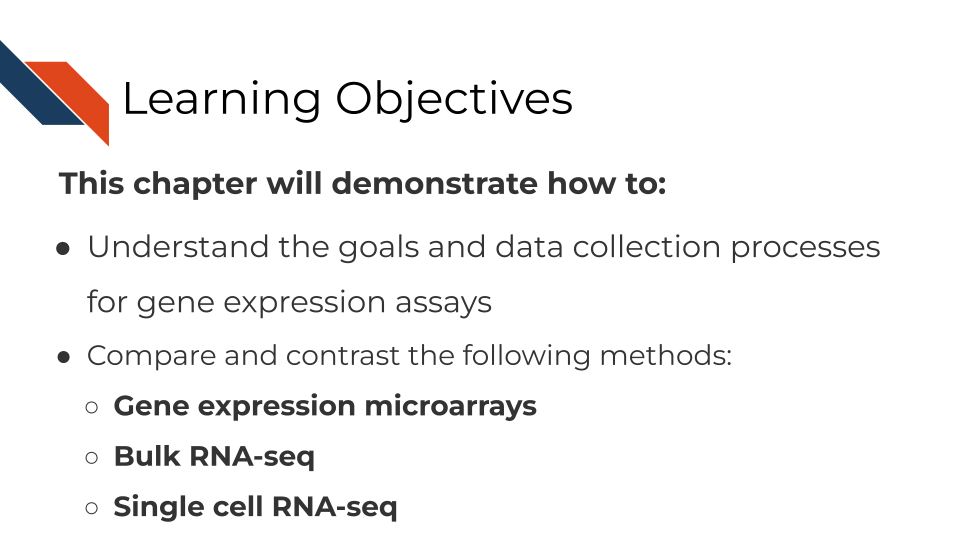 Learning Objectives
This chapter will demonstrate how to:
● Understand the goals and data collection processes
for gene expression assays
● Compare and contrast the following methods:
○ Gene expression microarrays
○ Bulk RNA-seq
○ Single cell RNA-seq